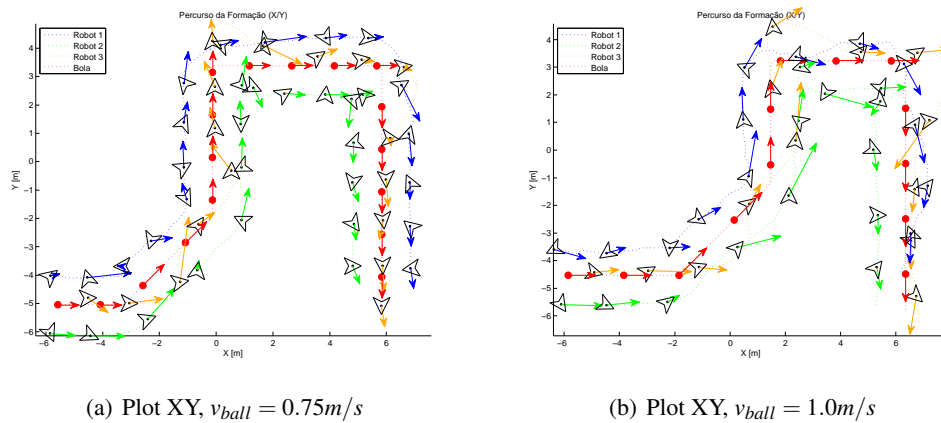 Percurso da Formação (X/Y)
Robot 1
Robot 2
Robot 3
Bola
Y [m]
4
3
2
1
0
−1
−2
−3
−4
−5
−6
−6
−4
−2
0
2
4
6
X [m]
(a) Plot XY, v_ball = 0.75m/s
Percurso da Formação (X/Y)
Robot 1
Robot 2
Robot 3
Bola
Y [m]
4
3
2
1
0
−1
−2
−3
−4
−5
−6
−6
−4
−2
0
2
4
6
X [m]
(b) Plot XY, v_ball = 1.0m/s